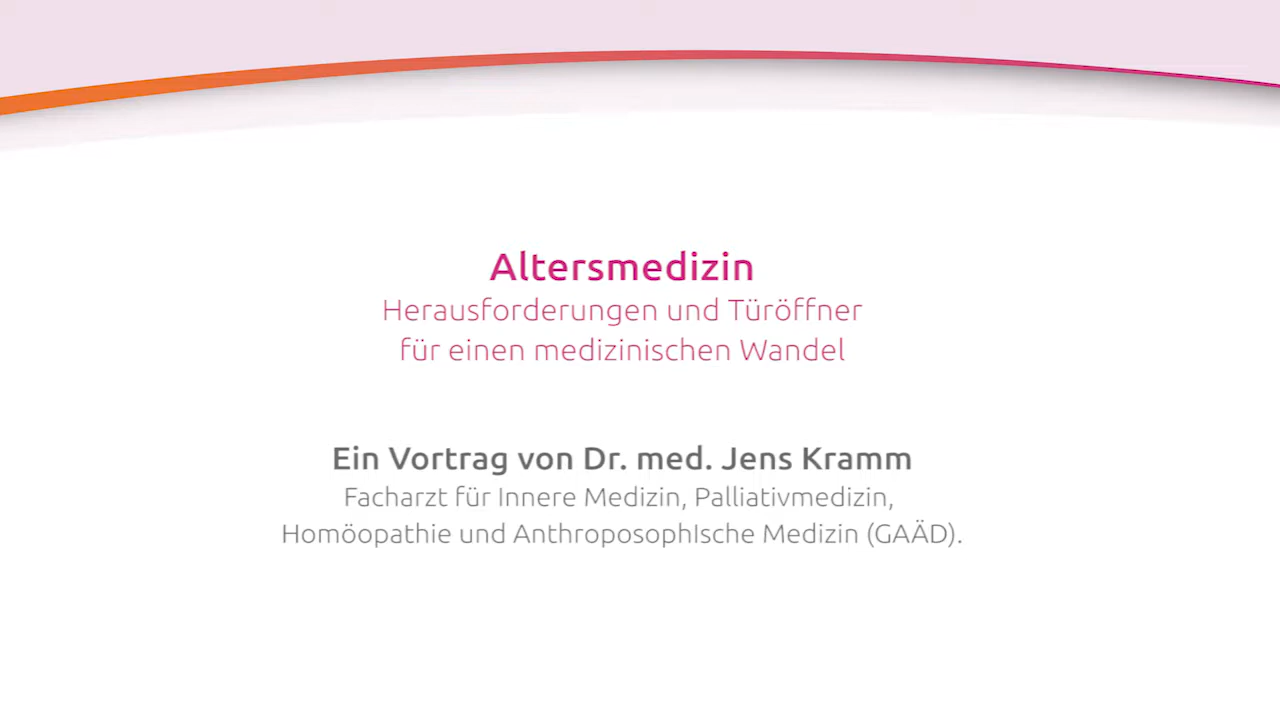 Altersmedizin
Herausforderungen und Türöffner
für einen medizinischen Wandel
Ein Vortrag von Dr. med. Jens Kramm
Facharzt für Innere Medizin, Palliativmedizin,
Homöopathie und AnthroposophIsche Medizin (GAÄD).